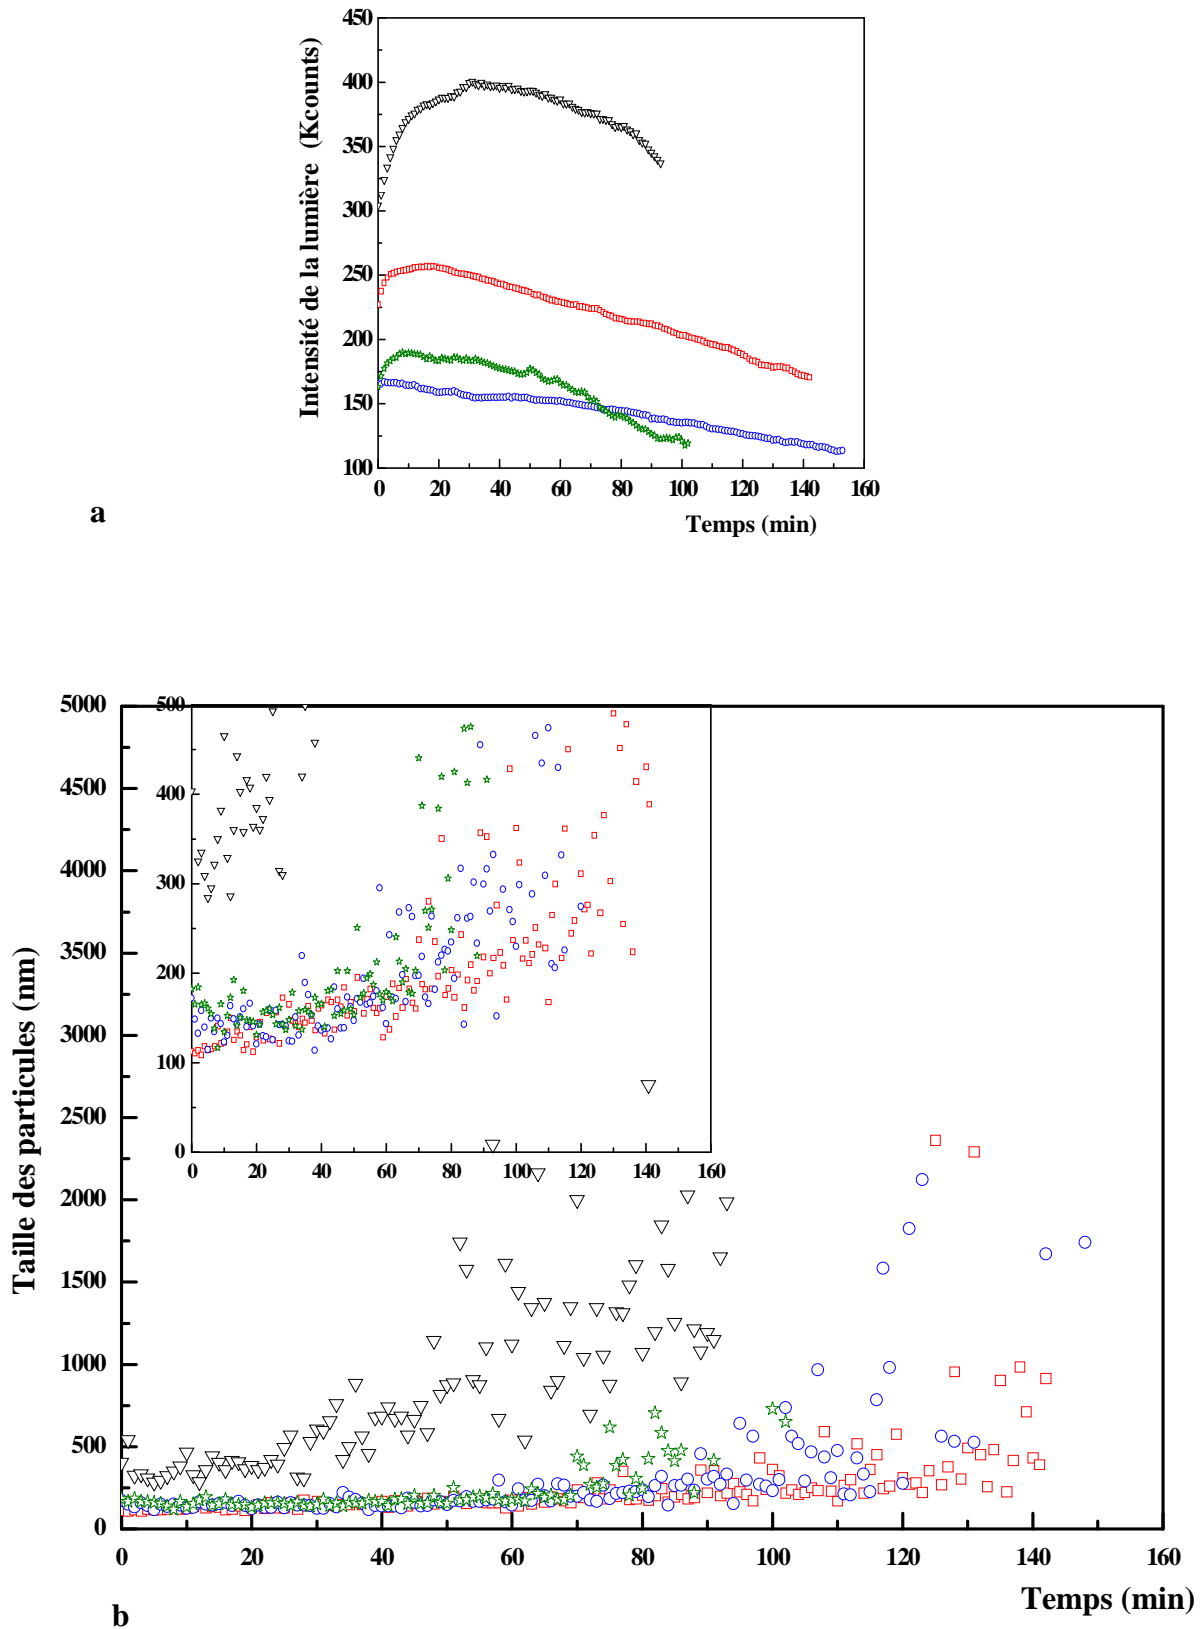 450
400
350
300
250
200
150
100
0 20 40 60 80 100 120 140 160
Intensité de la lumière (Kcounts)
Temps (min)
a
5000
4500
4000
3500
3000
2500
2000
1500
1000
500
0
0 20 40 60 80 100 120 140 160
500
400
300
200
100
0
0 20 40 60 80 100 120 140 160
Taille des particules (nm)
Temps (min)
b